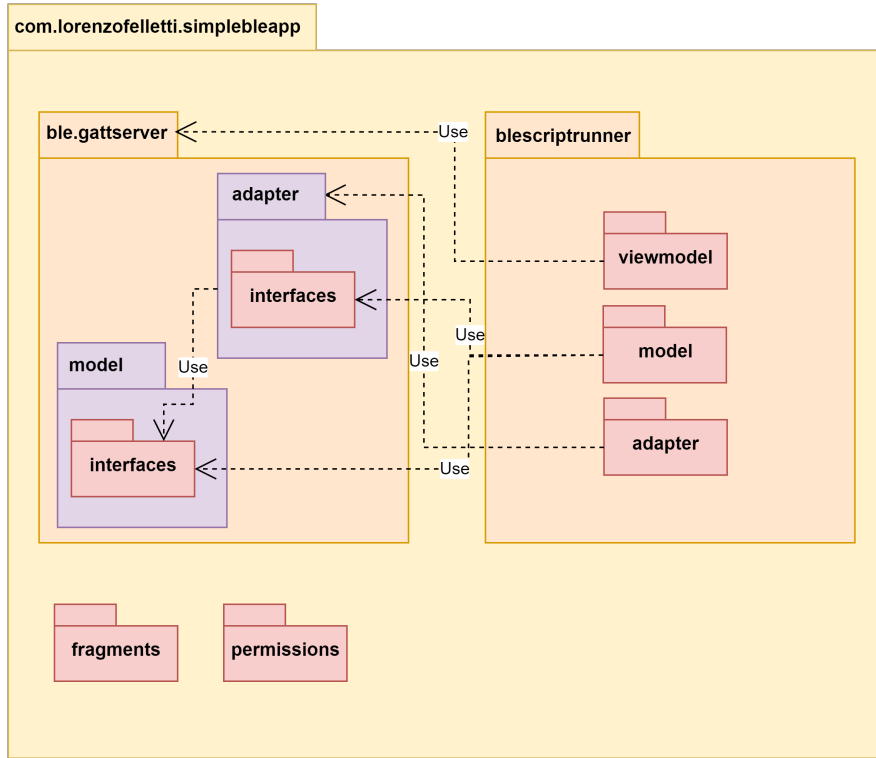 com.lorenzofelletti.simplebleapp
ble.gattserver
Use
blescriptrunner
adapter
viewmodel
interfaces
Use
model
model
Use
Use
adapter
interfaces
Use
fragments
permissions